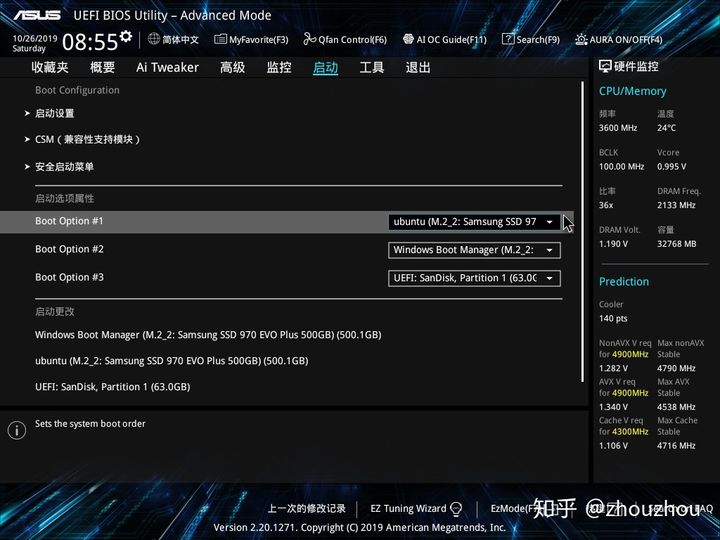 ASUS UEFI BIOS Utility – Advanced Mode
10/26/2019
Saturday
08:55
简体中文
MyFavorite(F3)
Qfan Control(F6)
AI OC Guide(F11)
Search(F9)
AURA ON/OFF(F4)
收藏夹 概要 Ai Tweaker 高级 监控 启动 工具 退出
Boot Configuration
启动设置
CSM（兼容性支持模块）
安全启动菜单
启动选项属性
Boot Option #1 ubuntu (M.2_2: Samsung SSD 97
Boot Option #2 Windows Boot Manager (M.2_2:
Boot Option #3 UEFI: SanDisk, Partition 1 (63.0G
启动更改
Windows Boot Manager (M.2_2: Samsung SSD 970 EVO Plus 500GB) (500.1GB)
ubuntu (M.2_2: Samsung SSD 970 EVO Plus 500GB) (500.1GB)
UEFI: SanDisk, Partition 1 (63.0GB)
Sets the system boot order
硬件监控
CPU/Memory
频率 温度
3600 MHz 24°C
BCLK Vcore
100.00 MHz 0.995 V
比率 DRAM Freq.
36x 2133 MHz
DRAM Volt. 容量
1.190 V 32768 MB
Prediction
Cooler
140 pts
NonAVX V req Max nonAVX
for 4900MHz Stable
1.282 V 4790 MHz
AVX V req Max AVX
for 4900MHz Stable
1.340 V 4538 MHz
Cache V req Max Cache
for 4300MHz Stable
1.106 V 4716 MHz
上一次的修改记录 EZ Tuning Wizard EzMode(F
知乎 @zhouzhou
Version 2.20.1271. Copyright (C) 2019 American Megatrends, Inc.